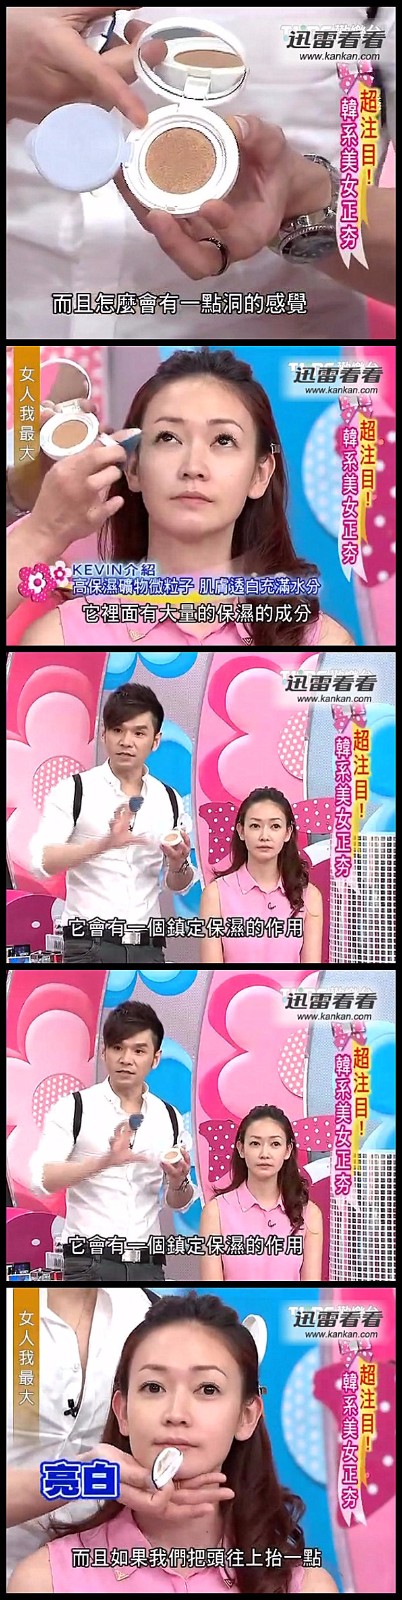 迅雷看看
www.kankan.com
超注目!
韓系美女正夯
而且怎麼會有一點洞的感覺
女人我最大
迅雷看看
www.kankan.com
超注目!
韓系美女正夯
KEVIN介紹
高保濕礦物微粒子 肌膚透白充滿水分
它裡面有大量的保濕的成分
迅雷看看
www.kankan.com
超注目!
韓系美女正夯
它會有一個鎮定保濕的作用
迅雷看看
www.kankan.com
超注目!
韓系美女正夯
它會有一個鎮定保濕的作用
女人我最大
迅雷看看
www.kankan.com
超注目!
韓系美女正夯
亮白
而且如果我們把頭往上抬一點